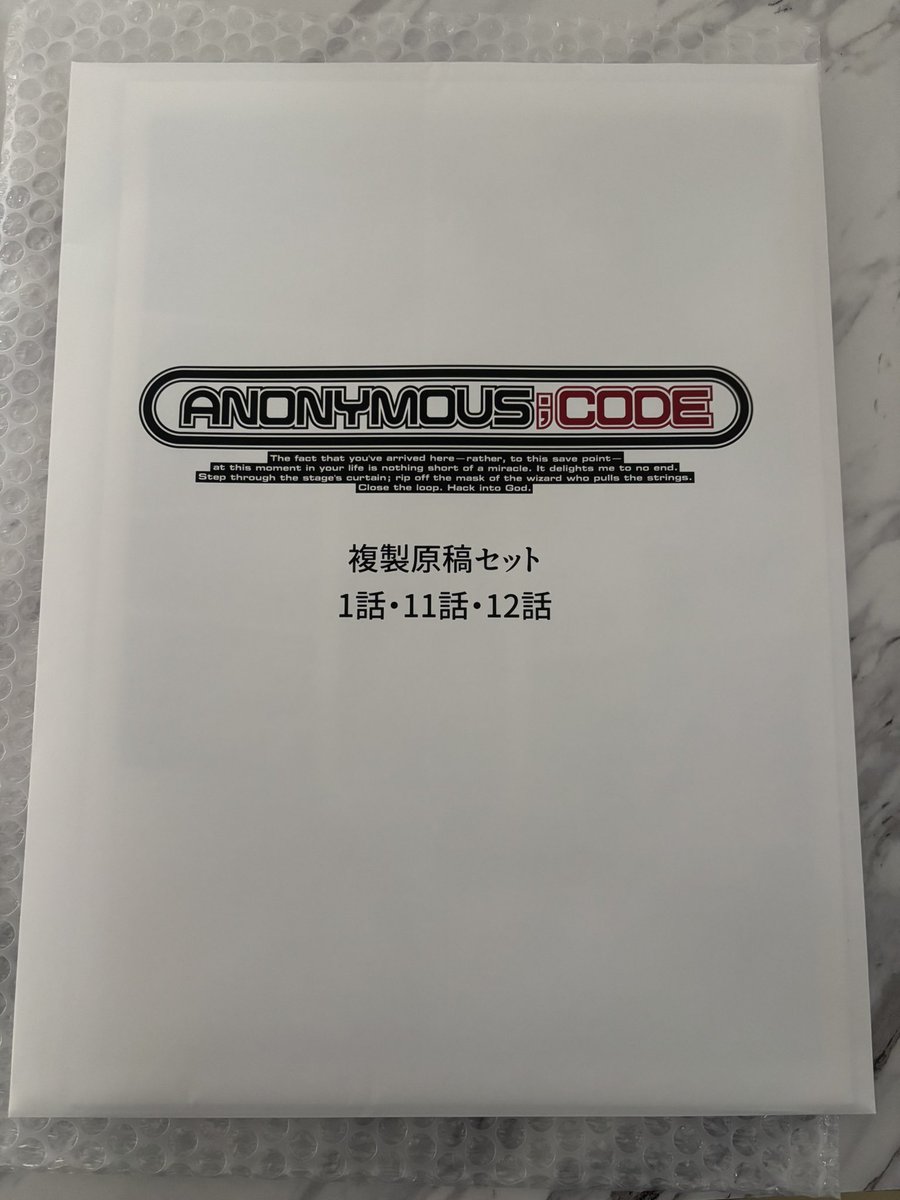 ANONYMOUS;CODE
The fact that you've arrived here—rather, to this save point—
at this moment in your life is nothing short of a miracle. It delights me to no end.
Step through the stage's curtain; rip off the mask of the wizard who pulls the strings.
Close the loop. Hack into God.
複製原稿セット
1話・11話・12話